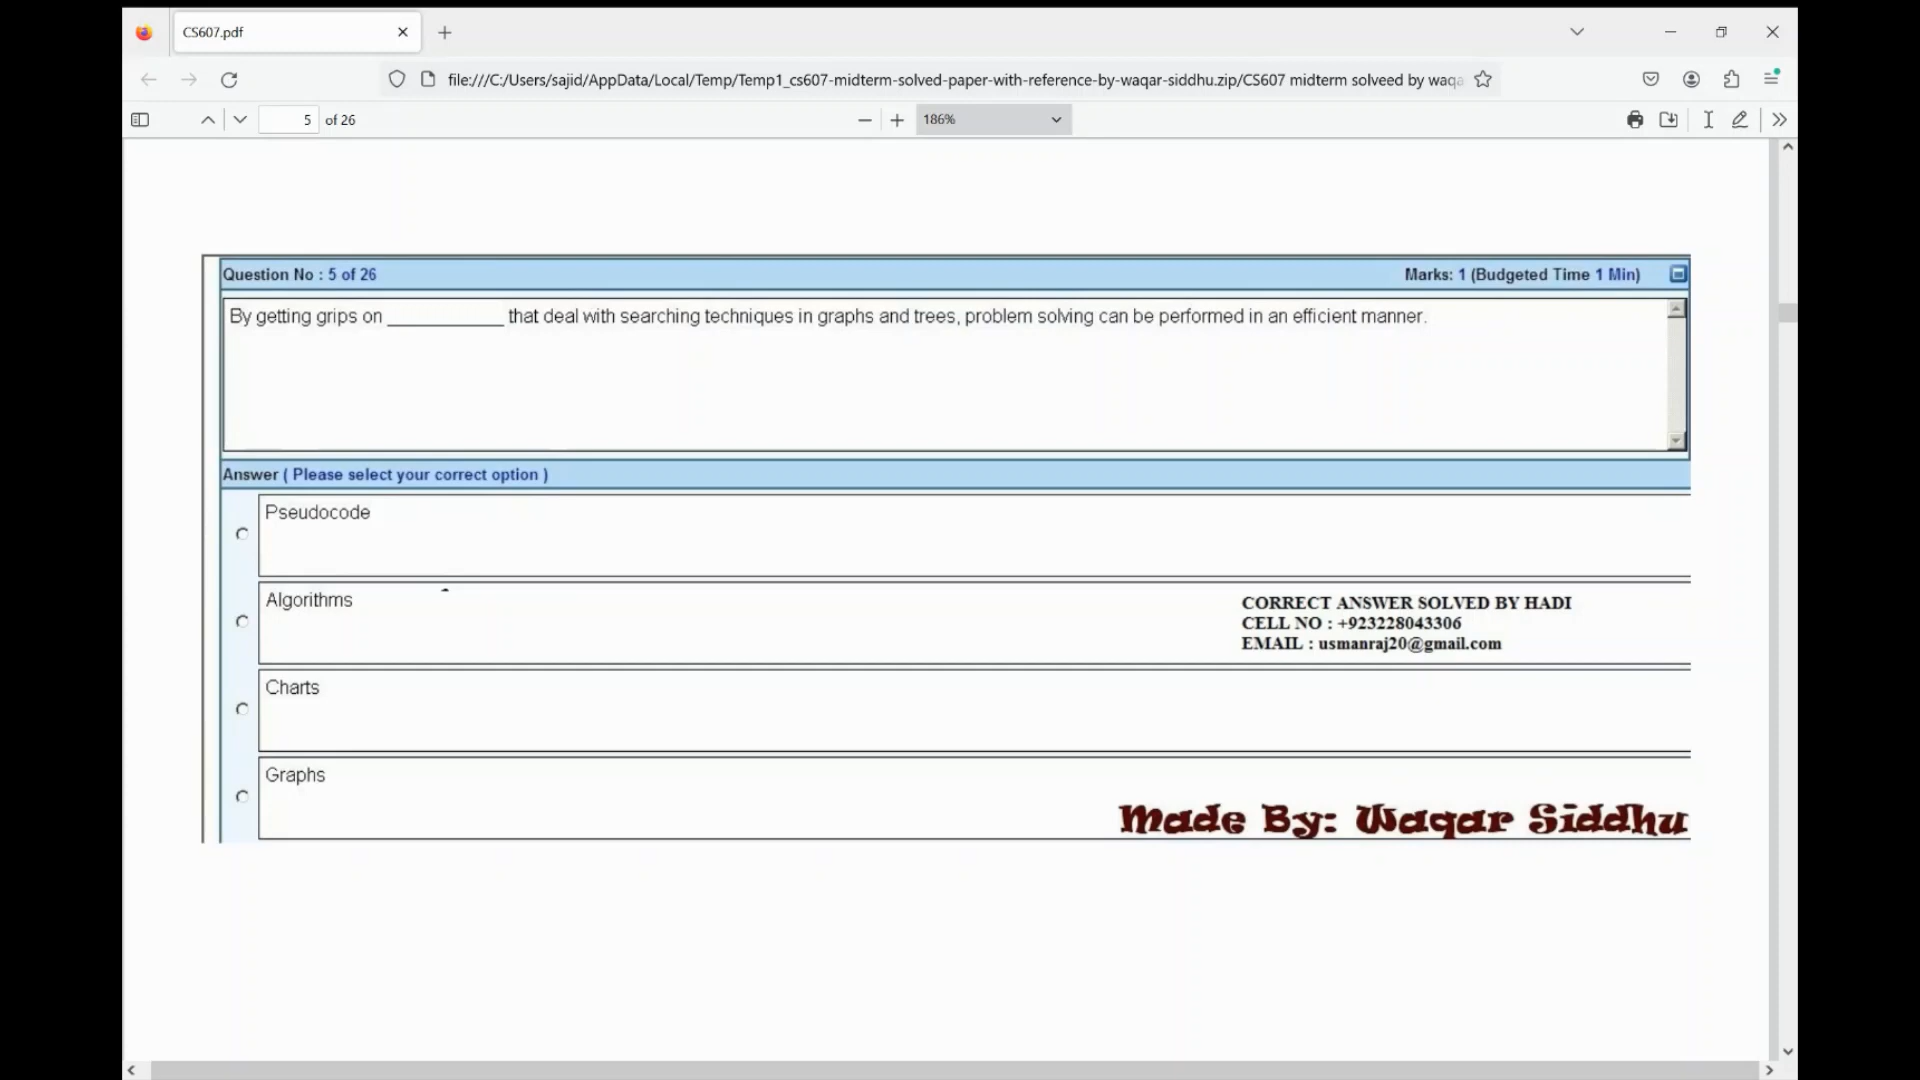 CS607.pdf
file:///C:/Users/sajid/AppData/Local/Temp/Temp1_cs607-midterm-solved-paper-with-reference-by-waqar-siddhu.zip/CS607 midterm solveed by waqa
5 of 26
186%
Question No : 5 of 26 Marks: 1 (Budgeted Time 1 Min)
By getting grips on ____________ that deal with searching techniques in graphs and trees, problem solving can be performed in an efficient manner.
Answer ( Please select your correct option )
Pseudocode
Algorithms
CORRECT ANSWER SOLVED BY HADI
CELL NO : +923228043306
EMAIL : usmanraj20@gmail.com
Charts
Graphs
Made By: Waqar Siddhu